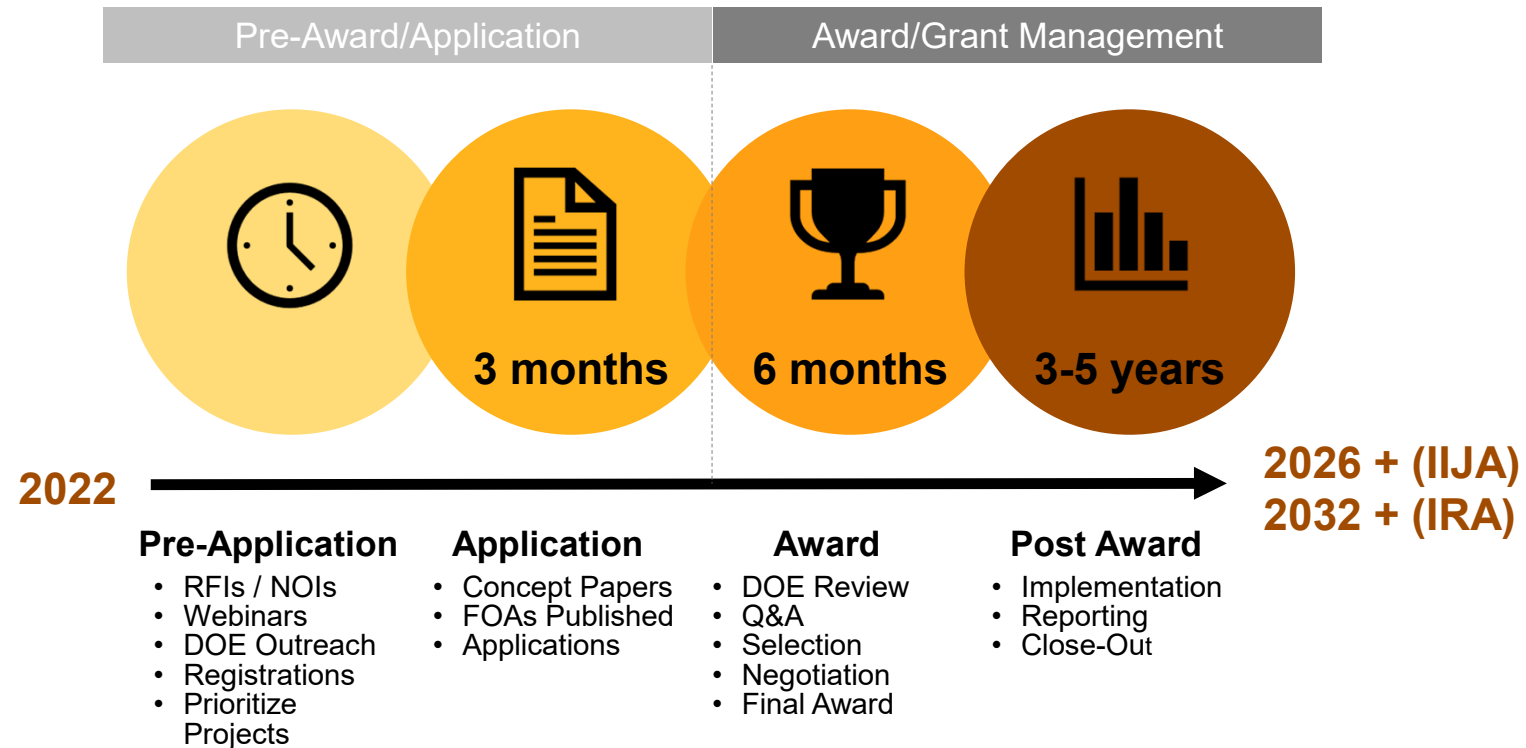 Pre-Award/Application
Award/Grant Management
3 months
6 months
3-5 years
2022
2026 + (IIJA)
2032 + (IRA)
Pre-Application
• RFIs / NOIs
• Webinars
• DOE Outreach
• Registrations
• Prioritize
Projects
Application
• Concept Papers
• FOAs Published
• Applications
Award
• DOE Review
• Q&A
• Selection
• Negotiation
• Final Award
Post Award
• Implementation
• Reporting
• Close-Out